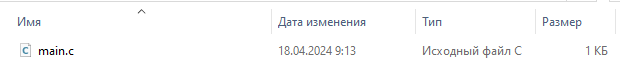 Имя Дата изменения Тип Размер
main.c 18.04.2024 9:13 Исходный файл C 1 КБ